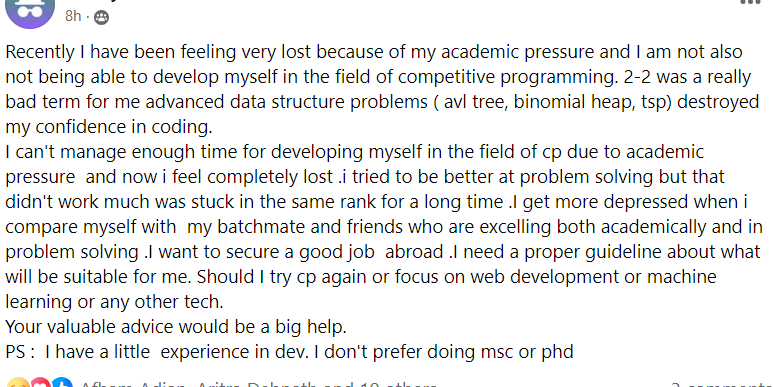 8h ·
Recently I have been feeling very lost because of my academic pressure and I am not also
not being able to develop myself in the field of competitive programming. 2-2 was a really
bad term for me advanced data structure problems ( avl tree, binomial heap, tsp) destroyed
my confidence in coding.
I can't manage enough time for developing myself in the field of cp due to academic
pressure and now i feel completely lost .i tried to be better at problem solving but that
didn't work much was stuck in the same rank for a long time .I get more depressed when i
compare myself with my batchmate and friends who are excelling both academically and in
problem solving .I want to secure a good job abroad .I need a proper guideline about what
will be suitable for me. Should I try cp again or focus on web development or machine
learning or any other tech.
Your valuable advice would be a big help.
PS : I have a little experience in dev. I don't prefer doing msc or phd